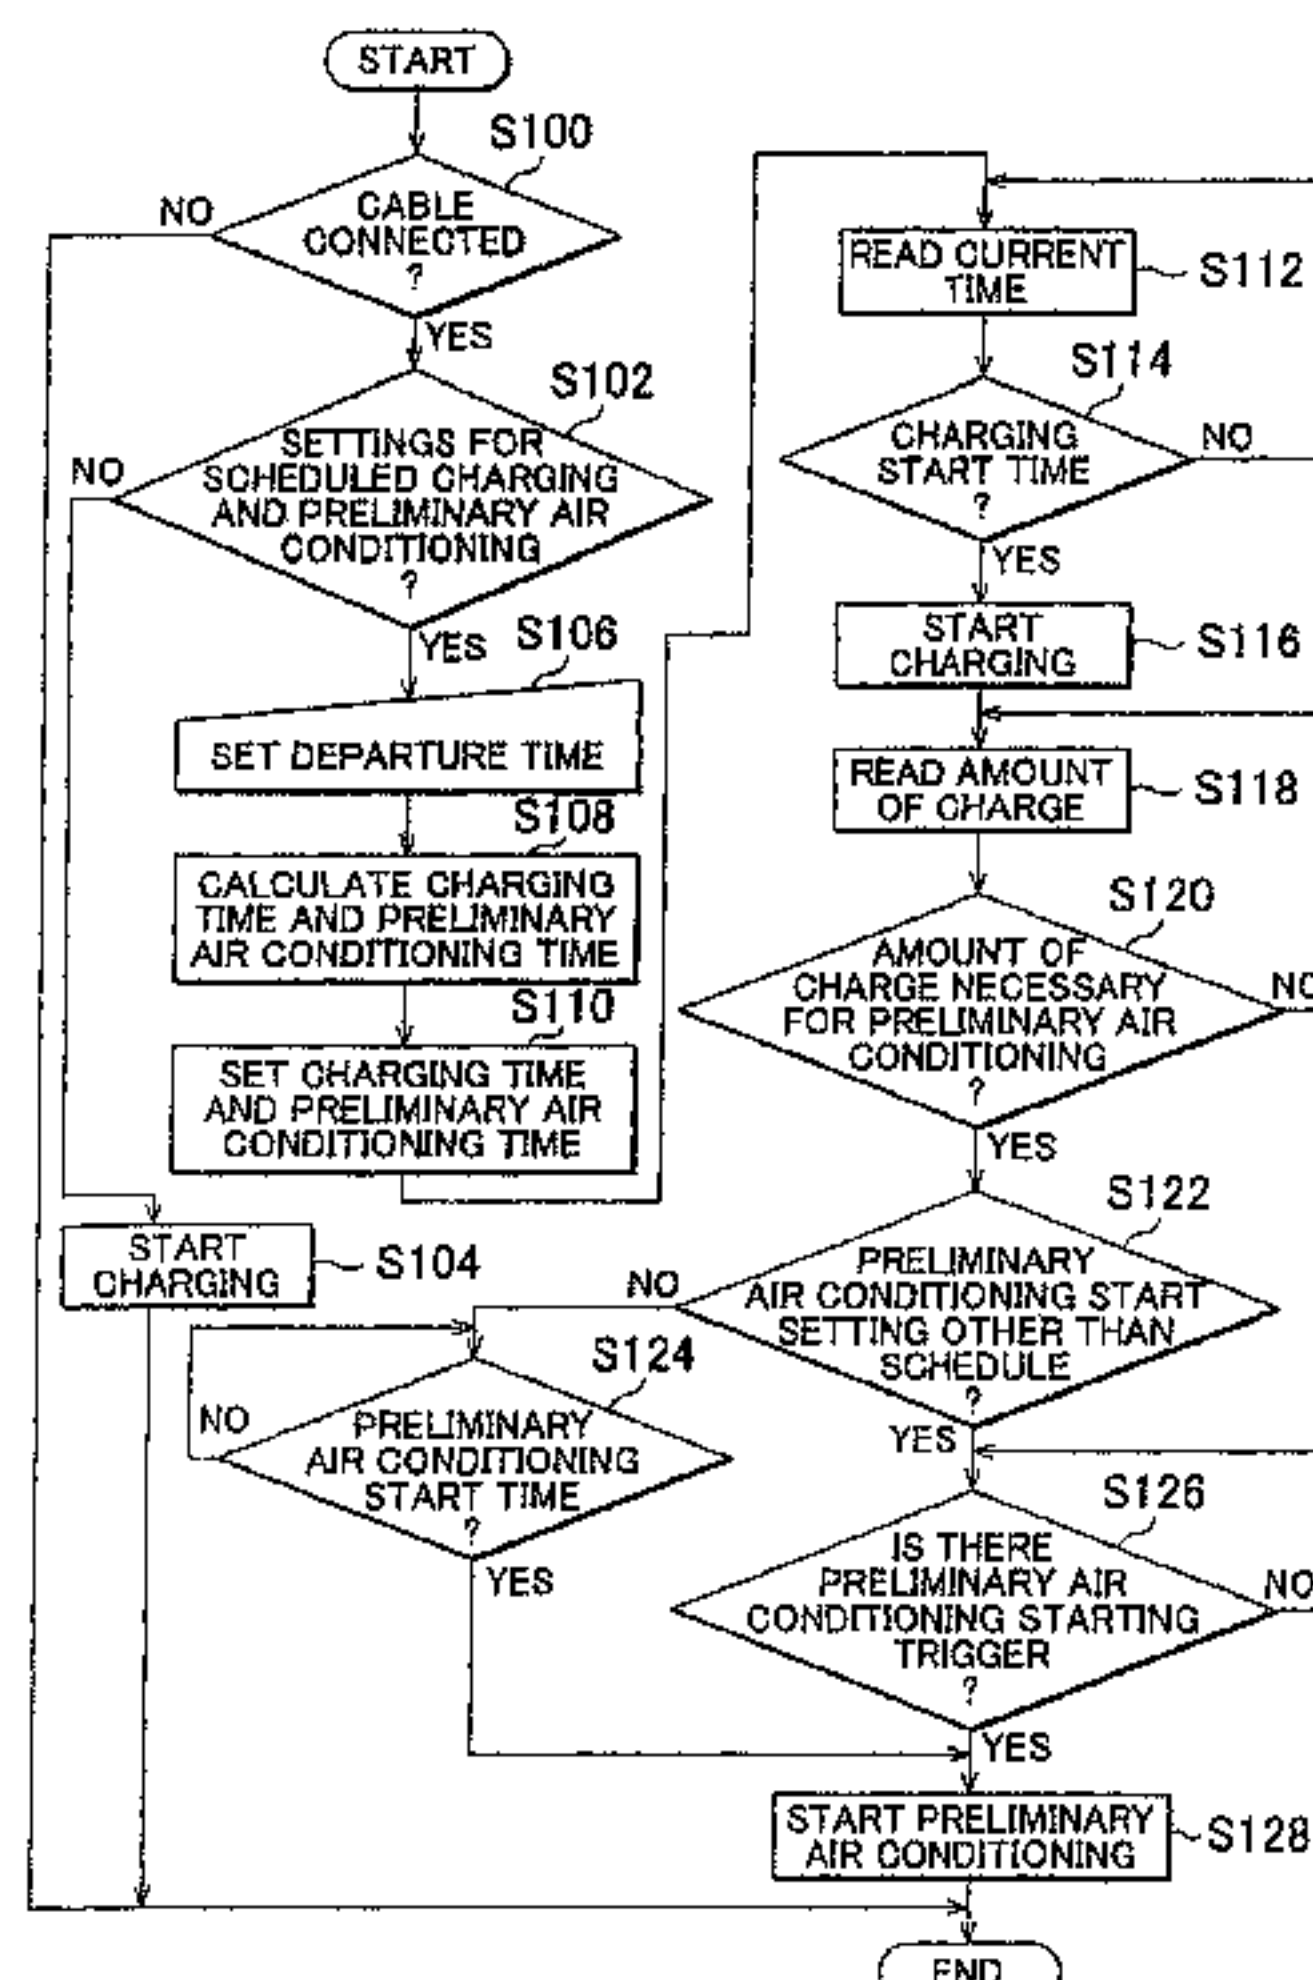 START
S100
NO
CABLE
CONNECTED
?
YES
S102
NO
SETTINGS FOR
SCHEDULED CHARGING
AND PRELIMINARY AIR
CONDITIONING
?
YES
S106
SET DEPARTURE TIME
S108
CALCULATE CHARGING
TIME AND PRELIMINARY
AIR CONDITIONING TIME
S110
SET CHARGING TIME
AND PRELIMINARY AIR
CONDITIONING TIME
START
CHARGING
S104
READ CURRENT
TIME
S112
S114
CHARGING
START TIME
?
NO
YES
START
CHARGING
S116
READ AMOUNT
OF CHARGE
S118
S120
AMOUNT OF
CHARGE NECESSARY
FOR PRELIMINARY AIR
CONDITIONING
?
NO
YES
S122
NO
PRELIMINARY
AIR CONDITIONING START
SETTING OTHER THAN
SCHEDULE
?
YES
S124
NO
PRELIMINARY
AIR CONDITIONING
START TIME
?
YES
S126
IS THERE
PRELIMINARY AIR
CONDITIONING STARTING
TRIGGER
?
NO
YES
START PRELIMINARY
AIR CONDITIONING
S128
END